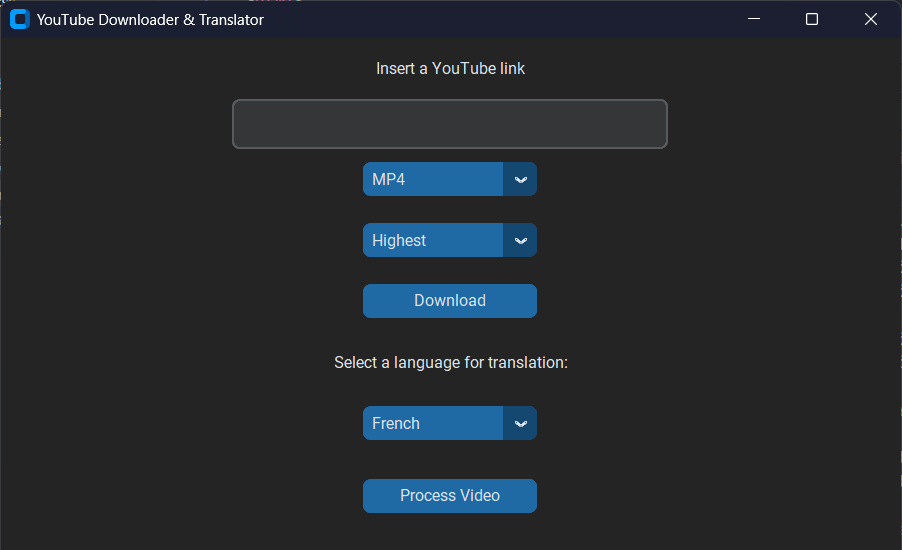 YouTube Downloader & Translator
Insert a YouTube link
MP4
Highest
Download
Select a language for translation:
French
Process Video